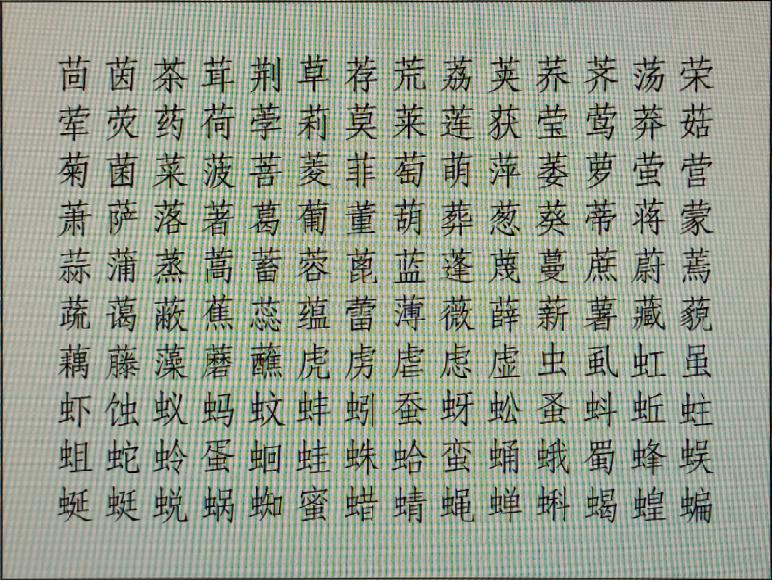 茴 茵 茶 茸 荆 草 荐 荒 荔 荚 荞 荠 荡 荣
荤 荧 药 荷 荸 莉 莫 莱 莲 获 莹 莺 莽 菇
菊 菌 菜 菠 菩 菱 菲 萄 萌 萍 萎 萝 萤 营
萧 萨 落 著 葛 葡 董 葫 葬 葱 葵 蒂 蒋 蒙
蒜 蒲 蒸 蒿 蓄 蓉 蓖 蓝 蓬 蔑 蔓 蔗 蔚 蔫
蔬 蔼 蔽 蕉 蕊 蕴 蕾 薄 薇 薛 薪 薯 藏 藐
藕 藤 藻 蘑 蘸 虎 虏 虐 虑 虚 虫 虱 虹 虽
虾 蚀 蚁 蚂 蚊 蚌 蚓 蚕 蚜 蚣 蚤 蚪 蚯 蛀
蛆 蛇 蛉 蛋 蛔 蛙 蛛 蛤 蛮 蛹 蛾 蜀 蜂 蜈
蜒 蜓 蜕 蜗 蜘 蜜 蜡 蜻 蝇 蝉 蝌 蝎 蝗 蝙